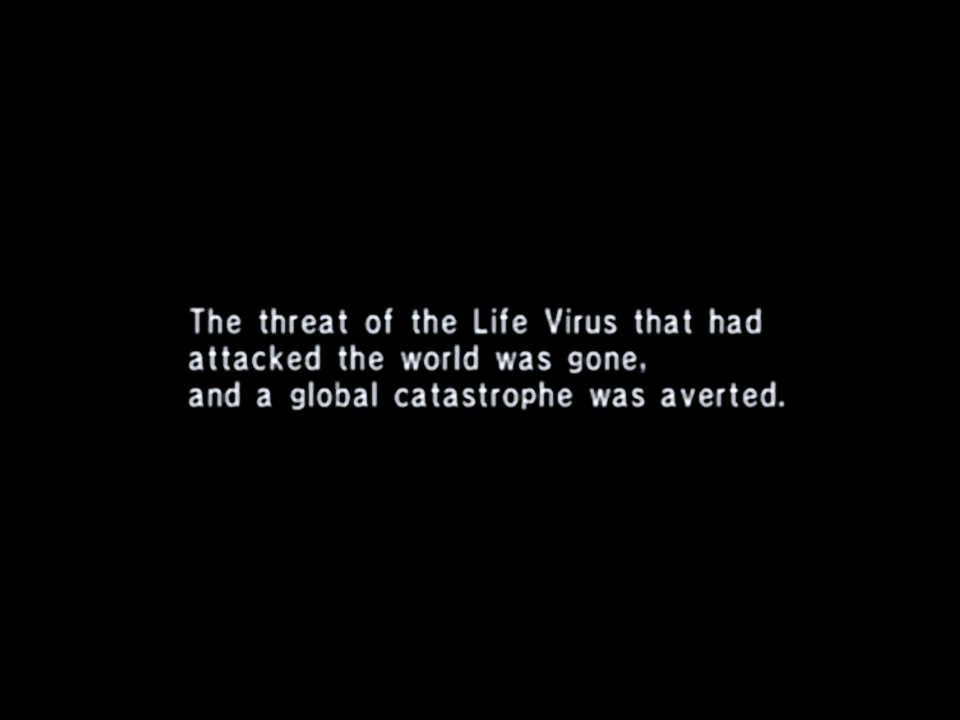 The threat of the Life Virus that had
attacked the world was gone,
and a global catastrophe was averted.